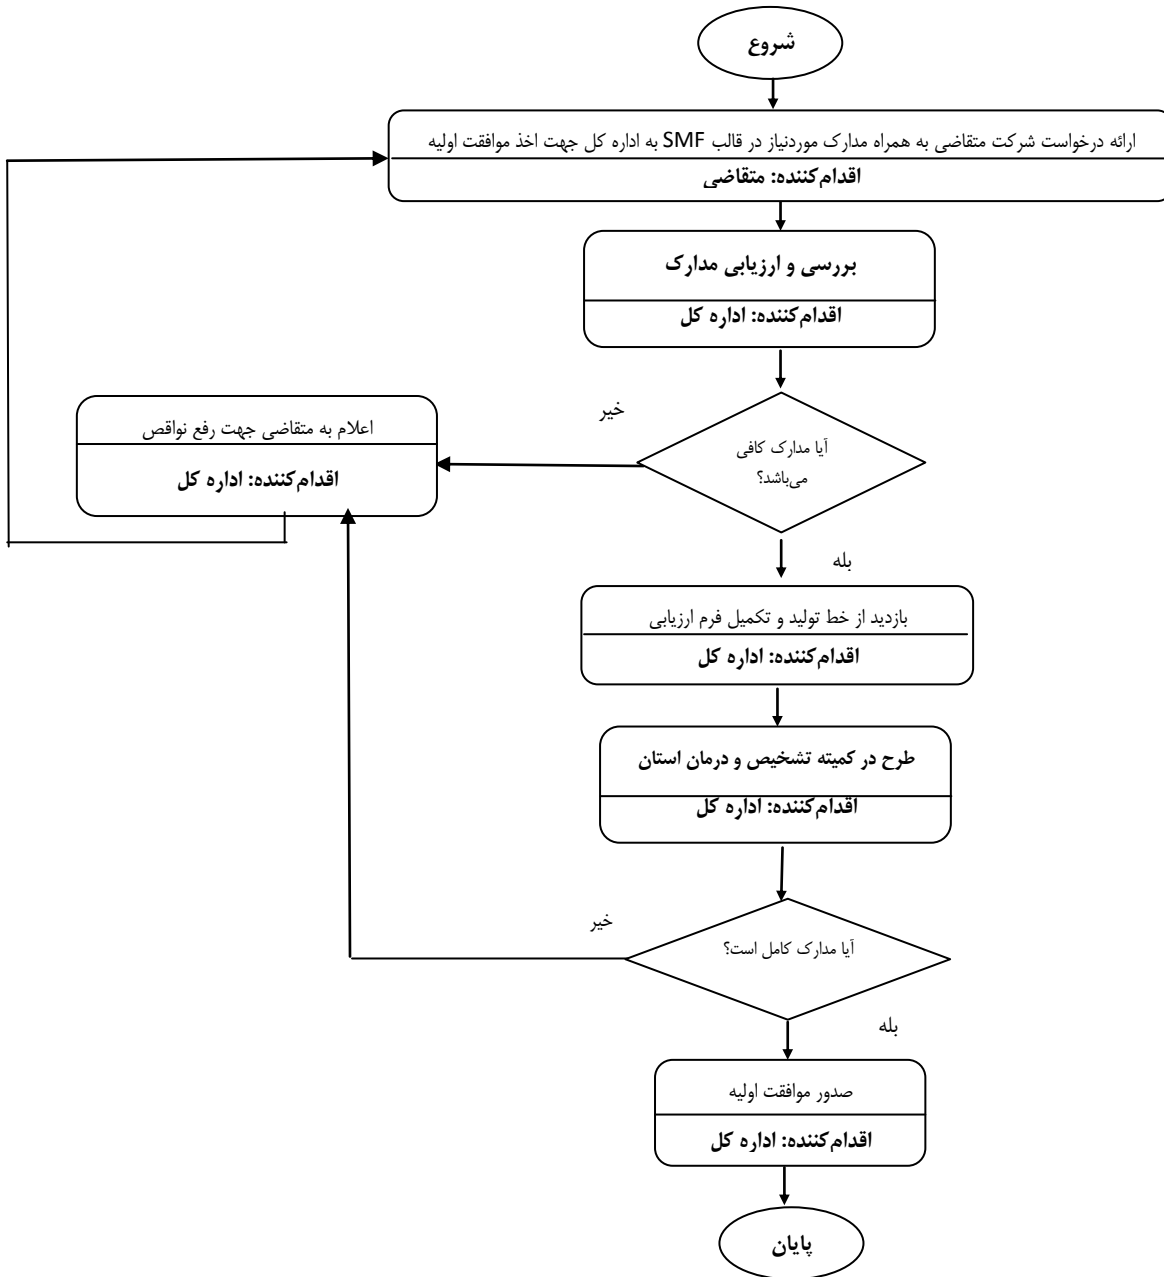 شروع
ارائه درخواست شرکت متقاضی به همراه مدارک موردنیاز در قالب SMF به اداره کل جهت اخذ موافقت اولیه
اقدام‌کننده: متقاضی
بررسی و ارزیابی مدارک
اقدام‌کننده: اداره کل
خیر
آیا مدارک کافی
می‌باشد؟
اعلام به متقاضی جهت رفع نواقص
اقدام‌کننده: اداره کل
بله
بازدید از خط تولید و تکمیل فرم ارزیابی
اقدام‌کننده: اداره کل
طرح در کمیته تشخیص و درمان استان
اقدام‌کننده: اداره کل
خیر
آیا مدارک کامل است؟
بله
صدور موافقت اولیه
اقدام‌کننده: اداره کل
پایان